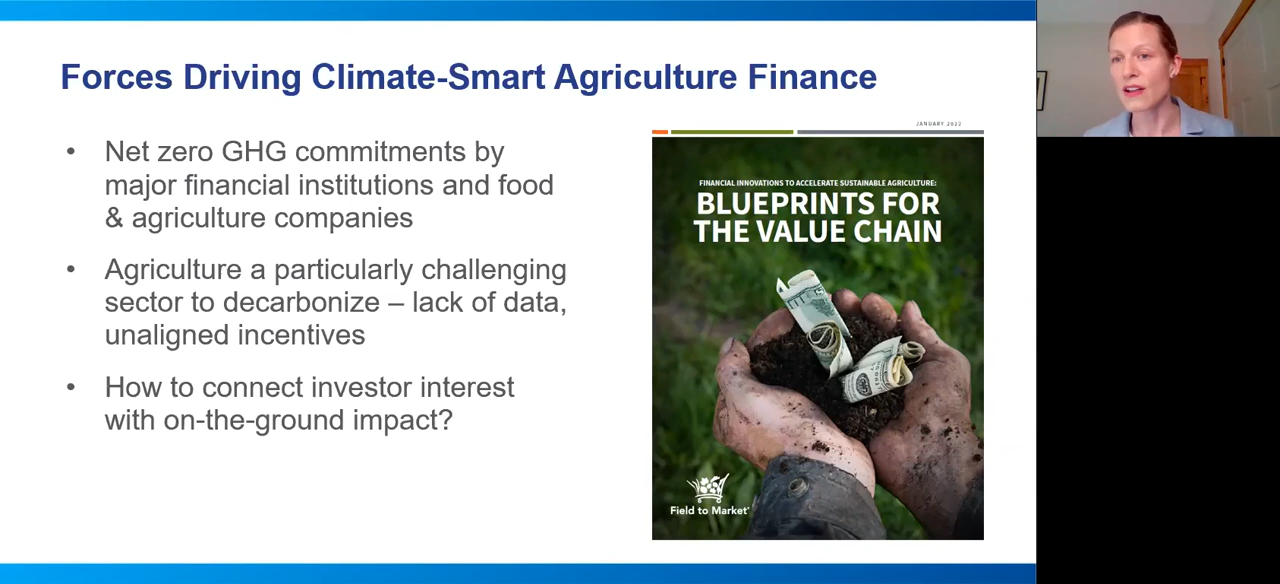 Forces Driving Climate-Smart Agriculture Finance
• Net zero GHG commitments by
major financial institutions and food
& agriculture companies
• Agriculture a particularly challenging
sector to decarbonize – lack of data,
unaligned incentives
• How to connect investor interest
with on-the-ground impact?
JANUARY 2022
FINANCIAL INNOVATIONS TO ACCELERATE SUSTAINABLE AGRICULTURE:
BLUEPRINTS FOR
THE VALUE CHAIN
Field to Market